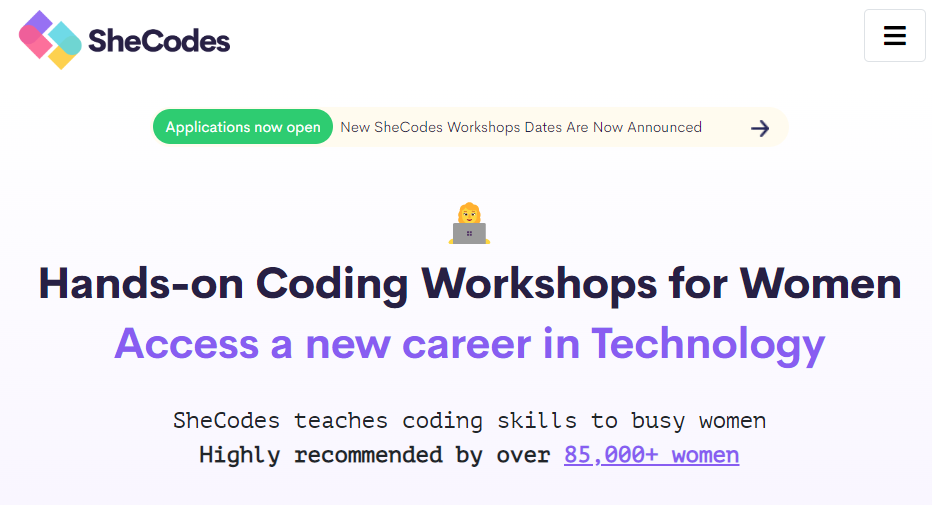 SheCodes
Applications now open New SheCodes Workshops Dates Are Now Announced
Hands-on Coding Workshops for Women
Access a new career in Technology
SheCodes teaches coding skills to busy women
Highly recommended by over 85,000+ women